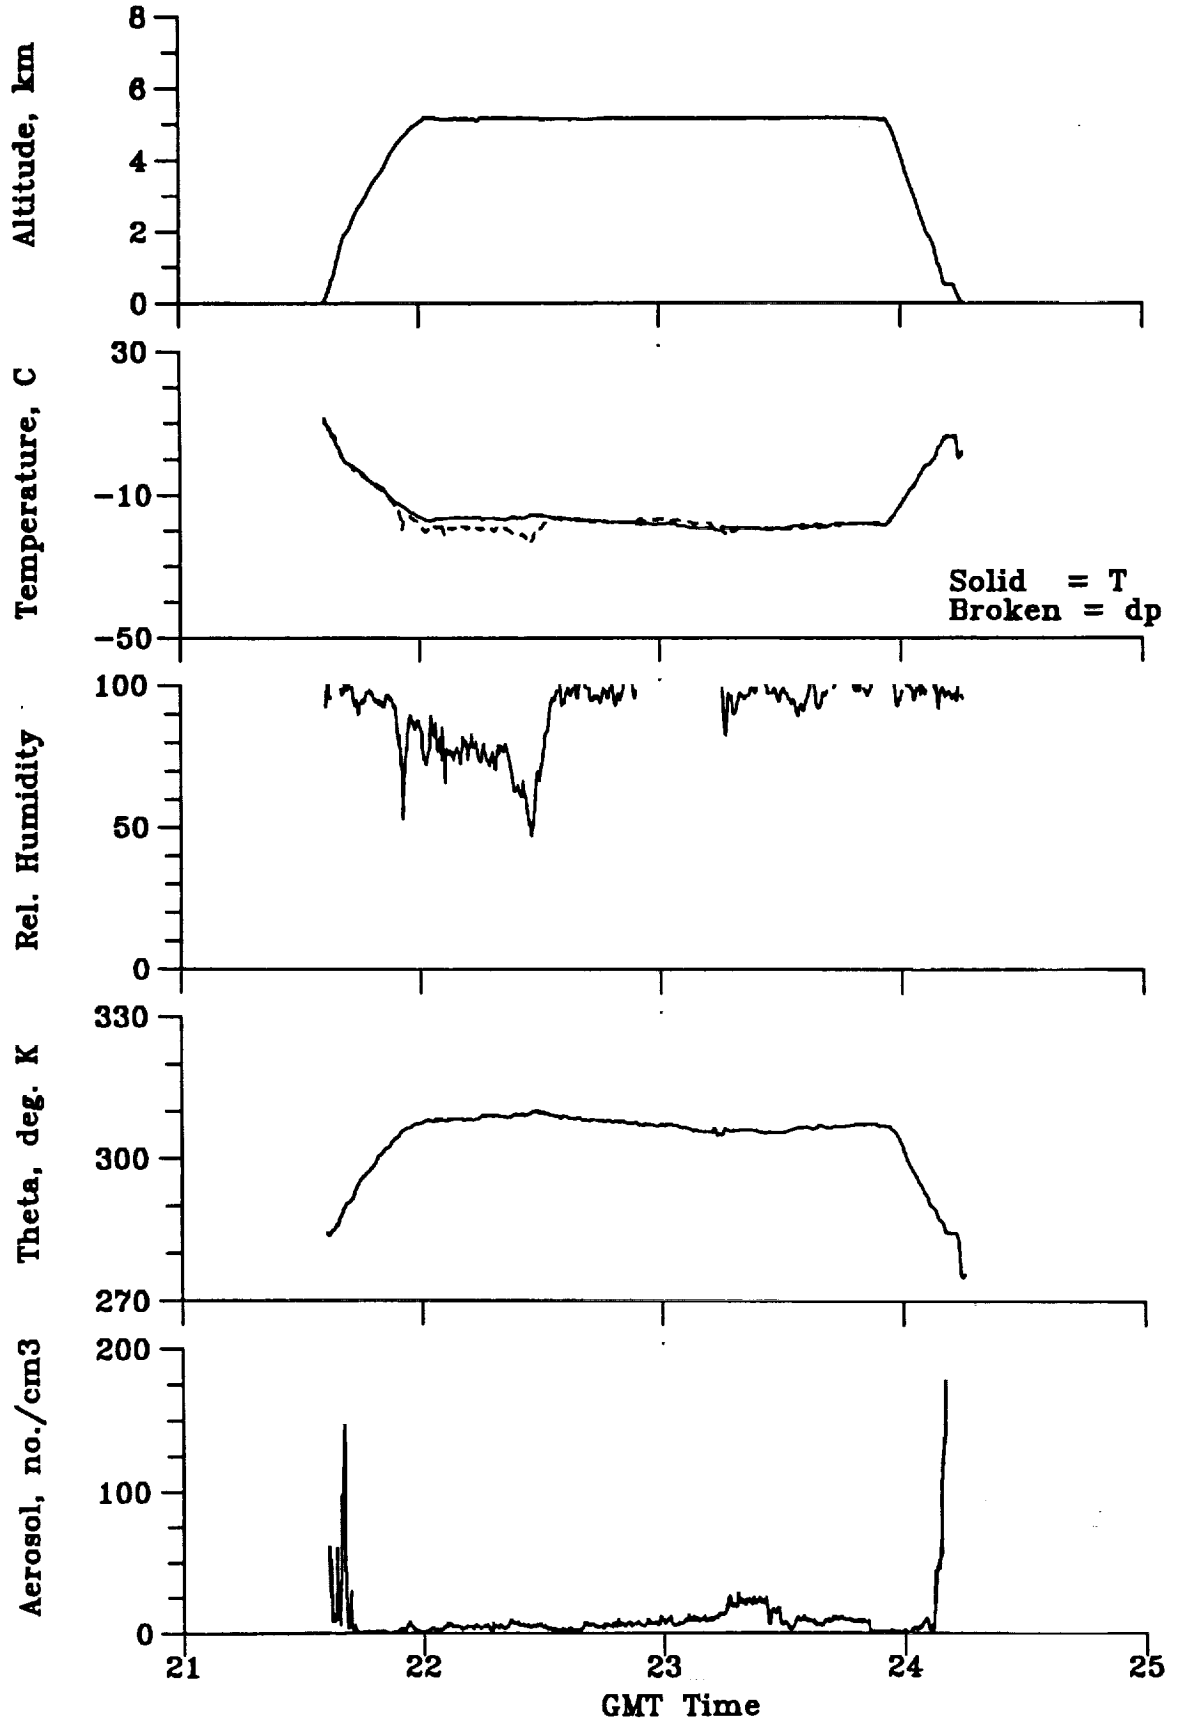 Altitude, km
8
6
4
2
0
Temperature, C
30
-10
-50
Solid = T
Broken = dp
Rel. Humidity
100
50
0
Theta, deg. K
330
300
270
Aerosol, no./cm3
200
100
0
21 22 23 24 25
GMT Time